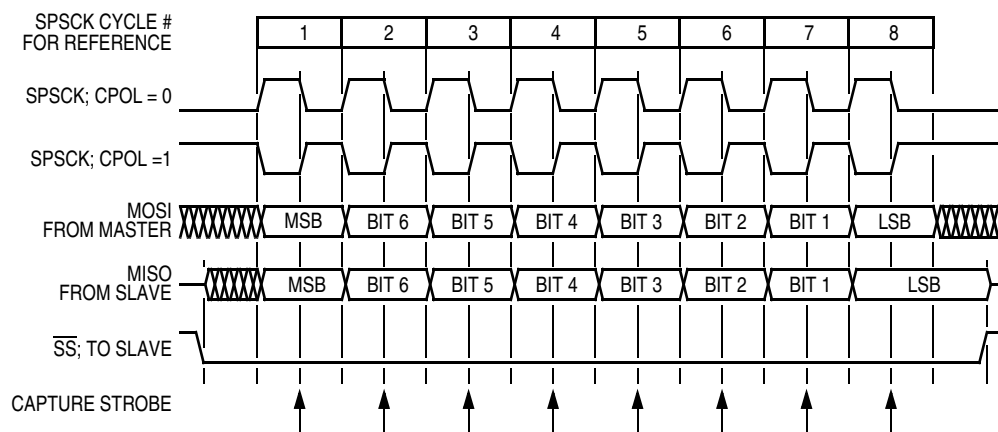 SPSCK CYCLE #
FOR REFERENCE
1 2 3 4 5 6 7 8
SPSCK; CPOL = 0
SPSCK; CPOL =1
MOSI
FROM MASTER
MSB BIT 6 BIT 5 BIT 4 BIT 3 BIT 2 BIT 1 LSB
MISO
FROM SLAVE
MSB BIT 6 BIT 5 BIT 4 BIT 3 BIT 2 BIT 1 LSB
SS; TO SLAVE
CAPTURE STROBE